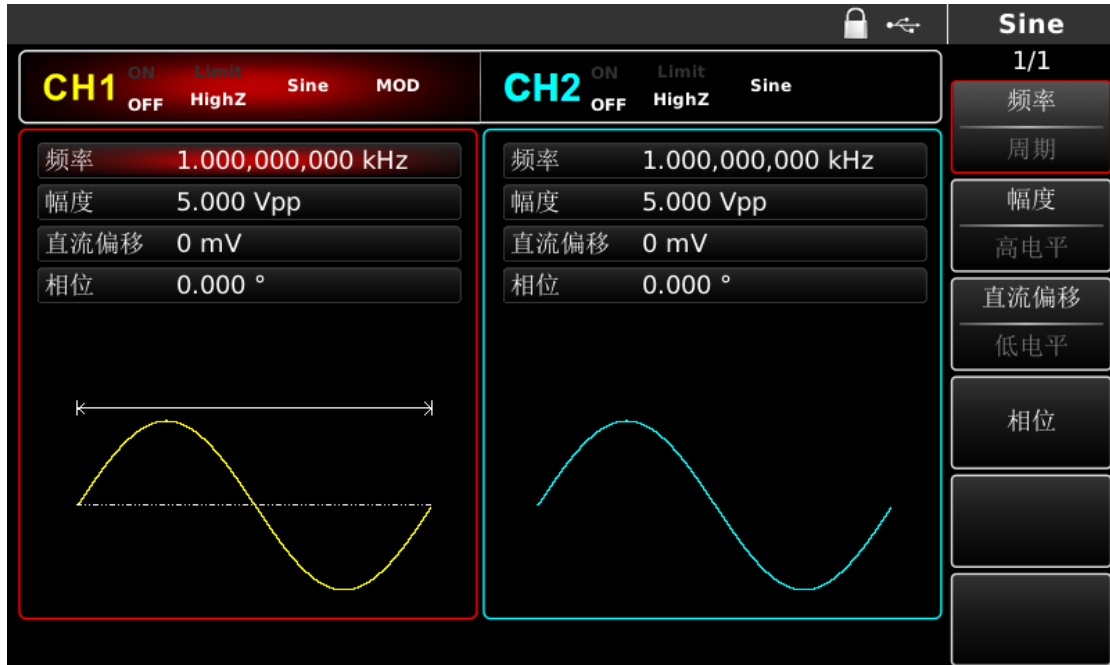 Sine
1/1
CH1 ON OFF Limit HighZ Sine MOD
CH2 ON OFF Limit HighZ Sine
频率 1.000,000,000 kHz
幅度 5.000 Vpp
直流偏移 0 mV
相位 0.000 °
频率 1.000,000,000 kHz
幅度 5.000 Vpp
直流偏移 0 mV
相位 0.000 °
频率
周期
幅度
高电平
直流偏移
低电平
相位